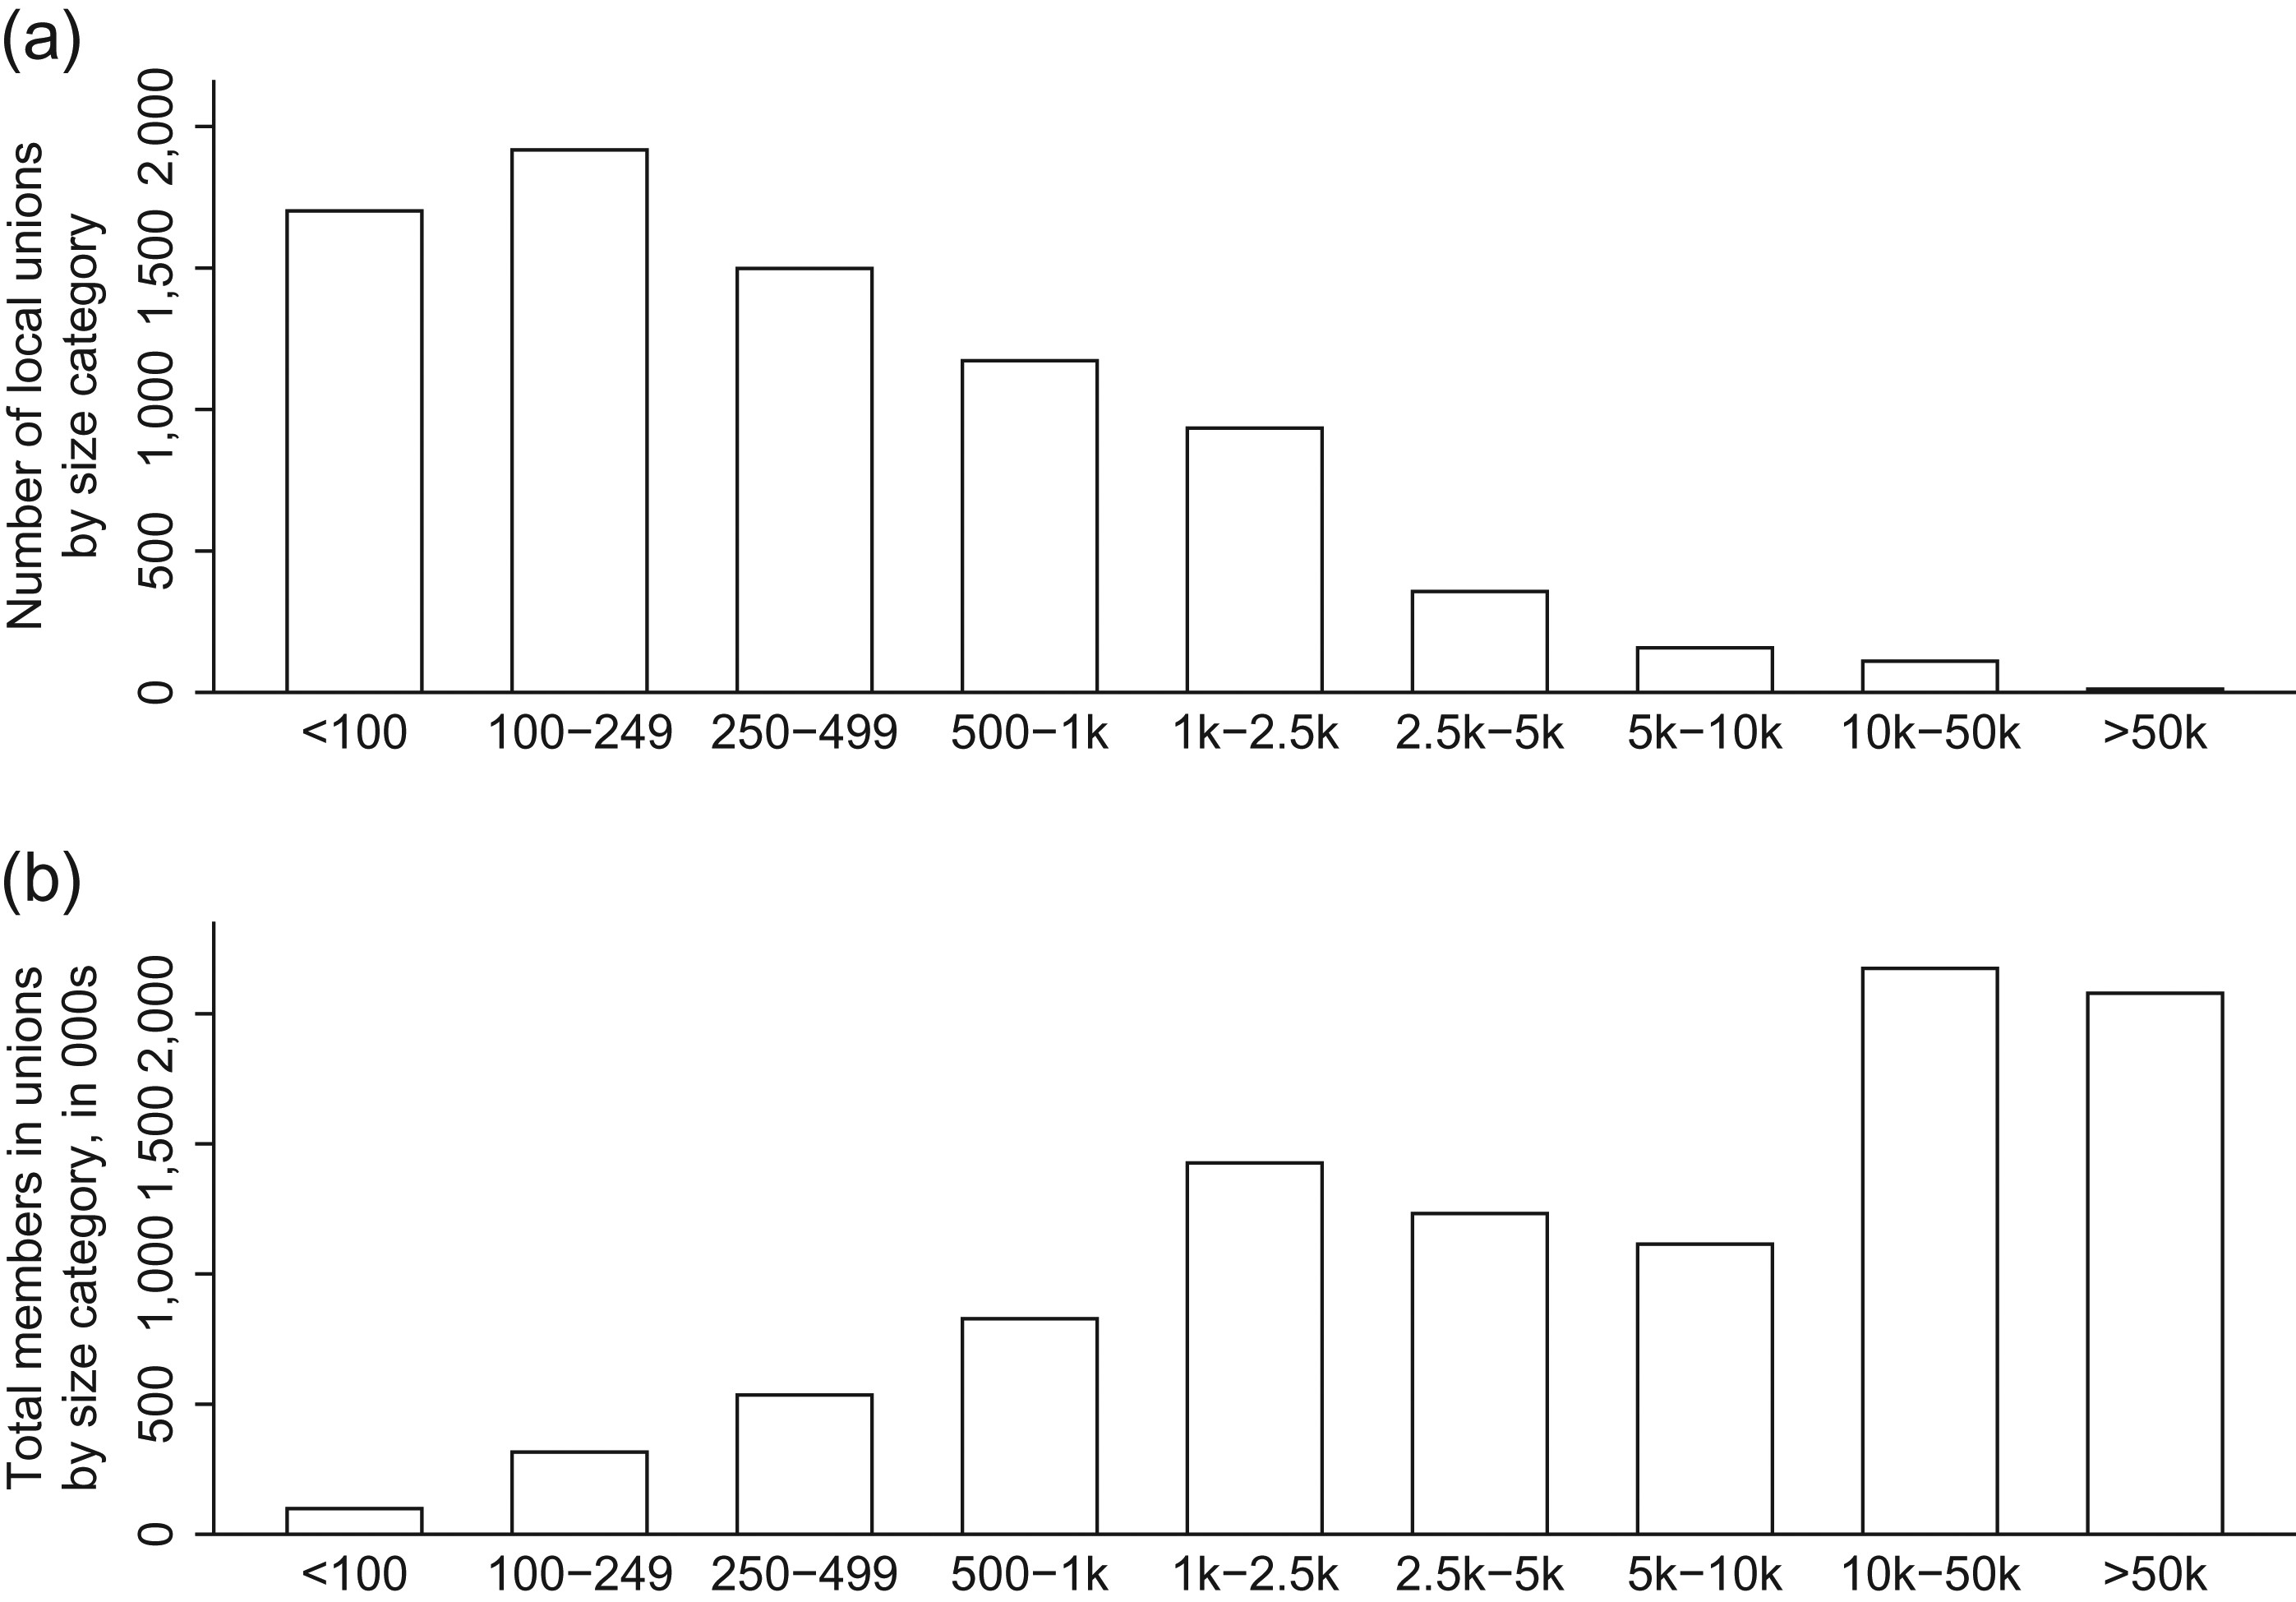 (a)
Number of local unions
by size category
2,000
1,500
1,000
500
0
<100 100−249 250−499 500−1k 1k−2.5k 2.5k−5k 5k−10k 10k−50k >50k
(b)
Total members in unions
by size category, in 000s
2,000
1,500
1,000
500
0
<100 100−249 250−499 500−1k 1k−2.5k 2.5k−5k 5k−10k 10k−50k >50k